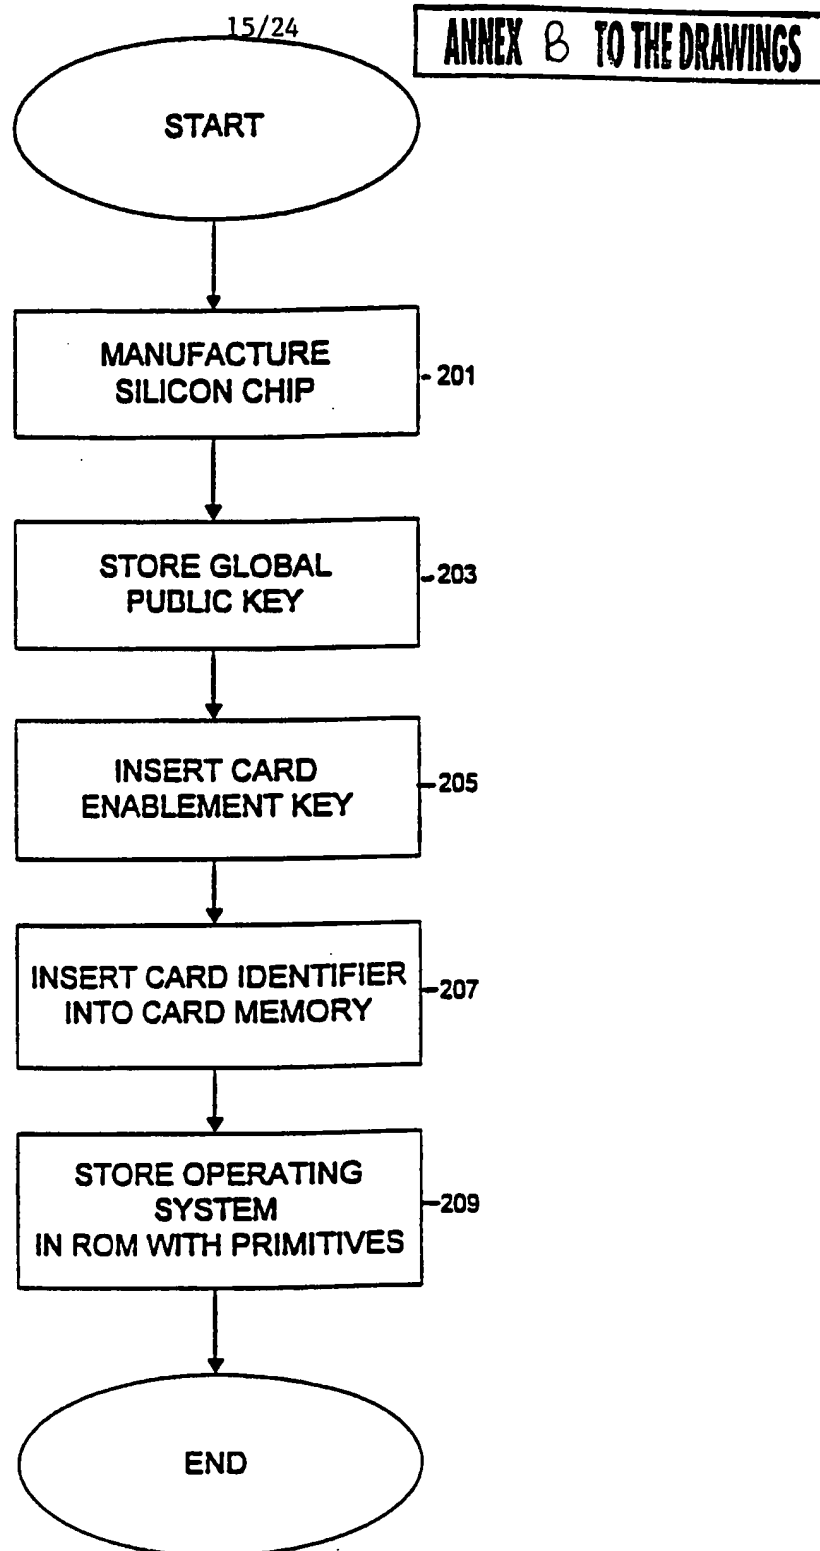 15/24
ANNEX B TO THE DRAWINGS
START
MANUFACTURE
SILICON CHIP
201
STORE GLOBAL
PUBLIC KEY
203
INSERT CARD
ENABLEMENT KEY
205
INSERT CARD IDENTIFIER
INTO CARD MEMORY
207
STORE OPERATING
SYSTEM
IN ROM WITH PRIMITIVES
209
END